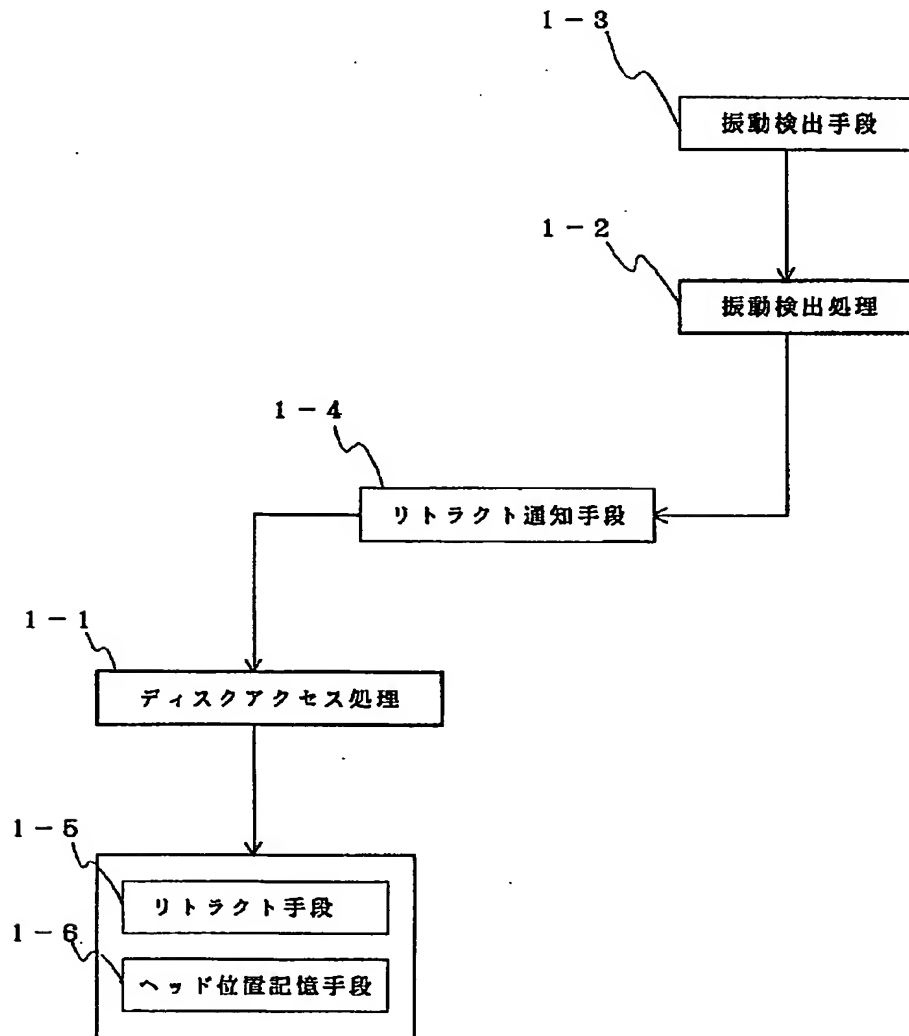 1-3
振動検出手段
1-2
振動検出処理
1-4
リトラクト通知手段
1-1
ディスクアクセス処理
1-5
リトラクト手段
1-6
ヘッド位置記憶手段